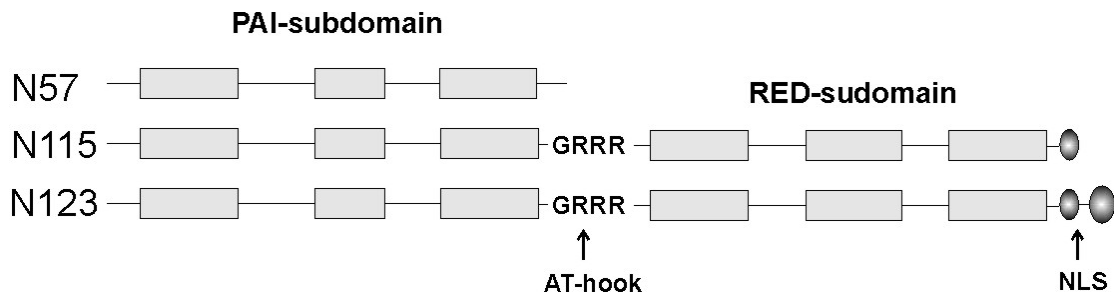 PAI-subdomain
N57
RED-sudomain
N115
GRRR
N123
GRRR
AT-hook
NLS